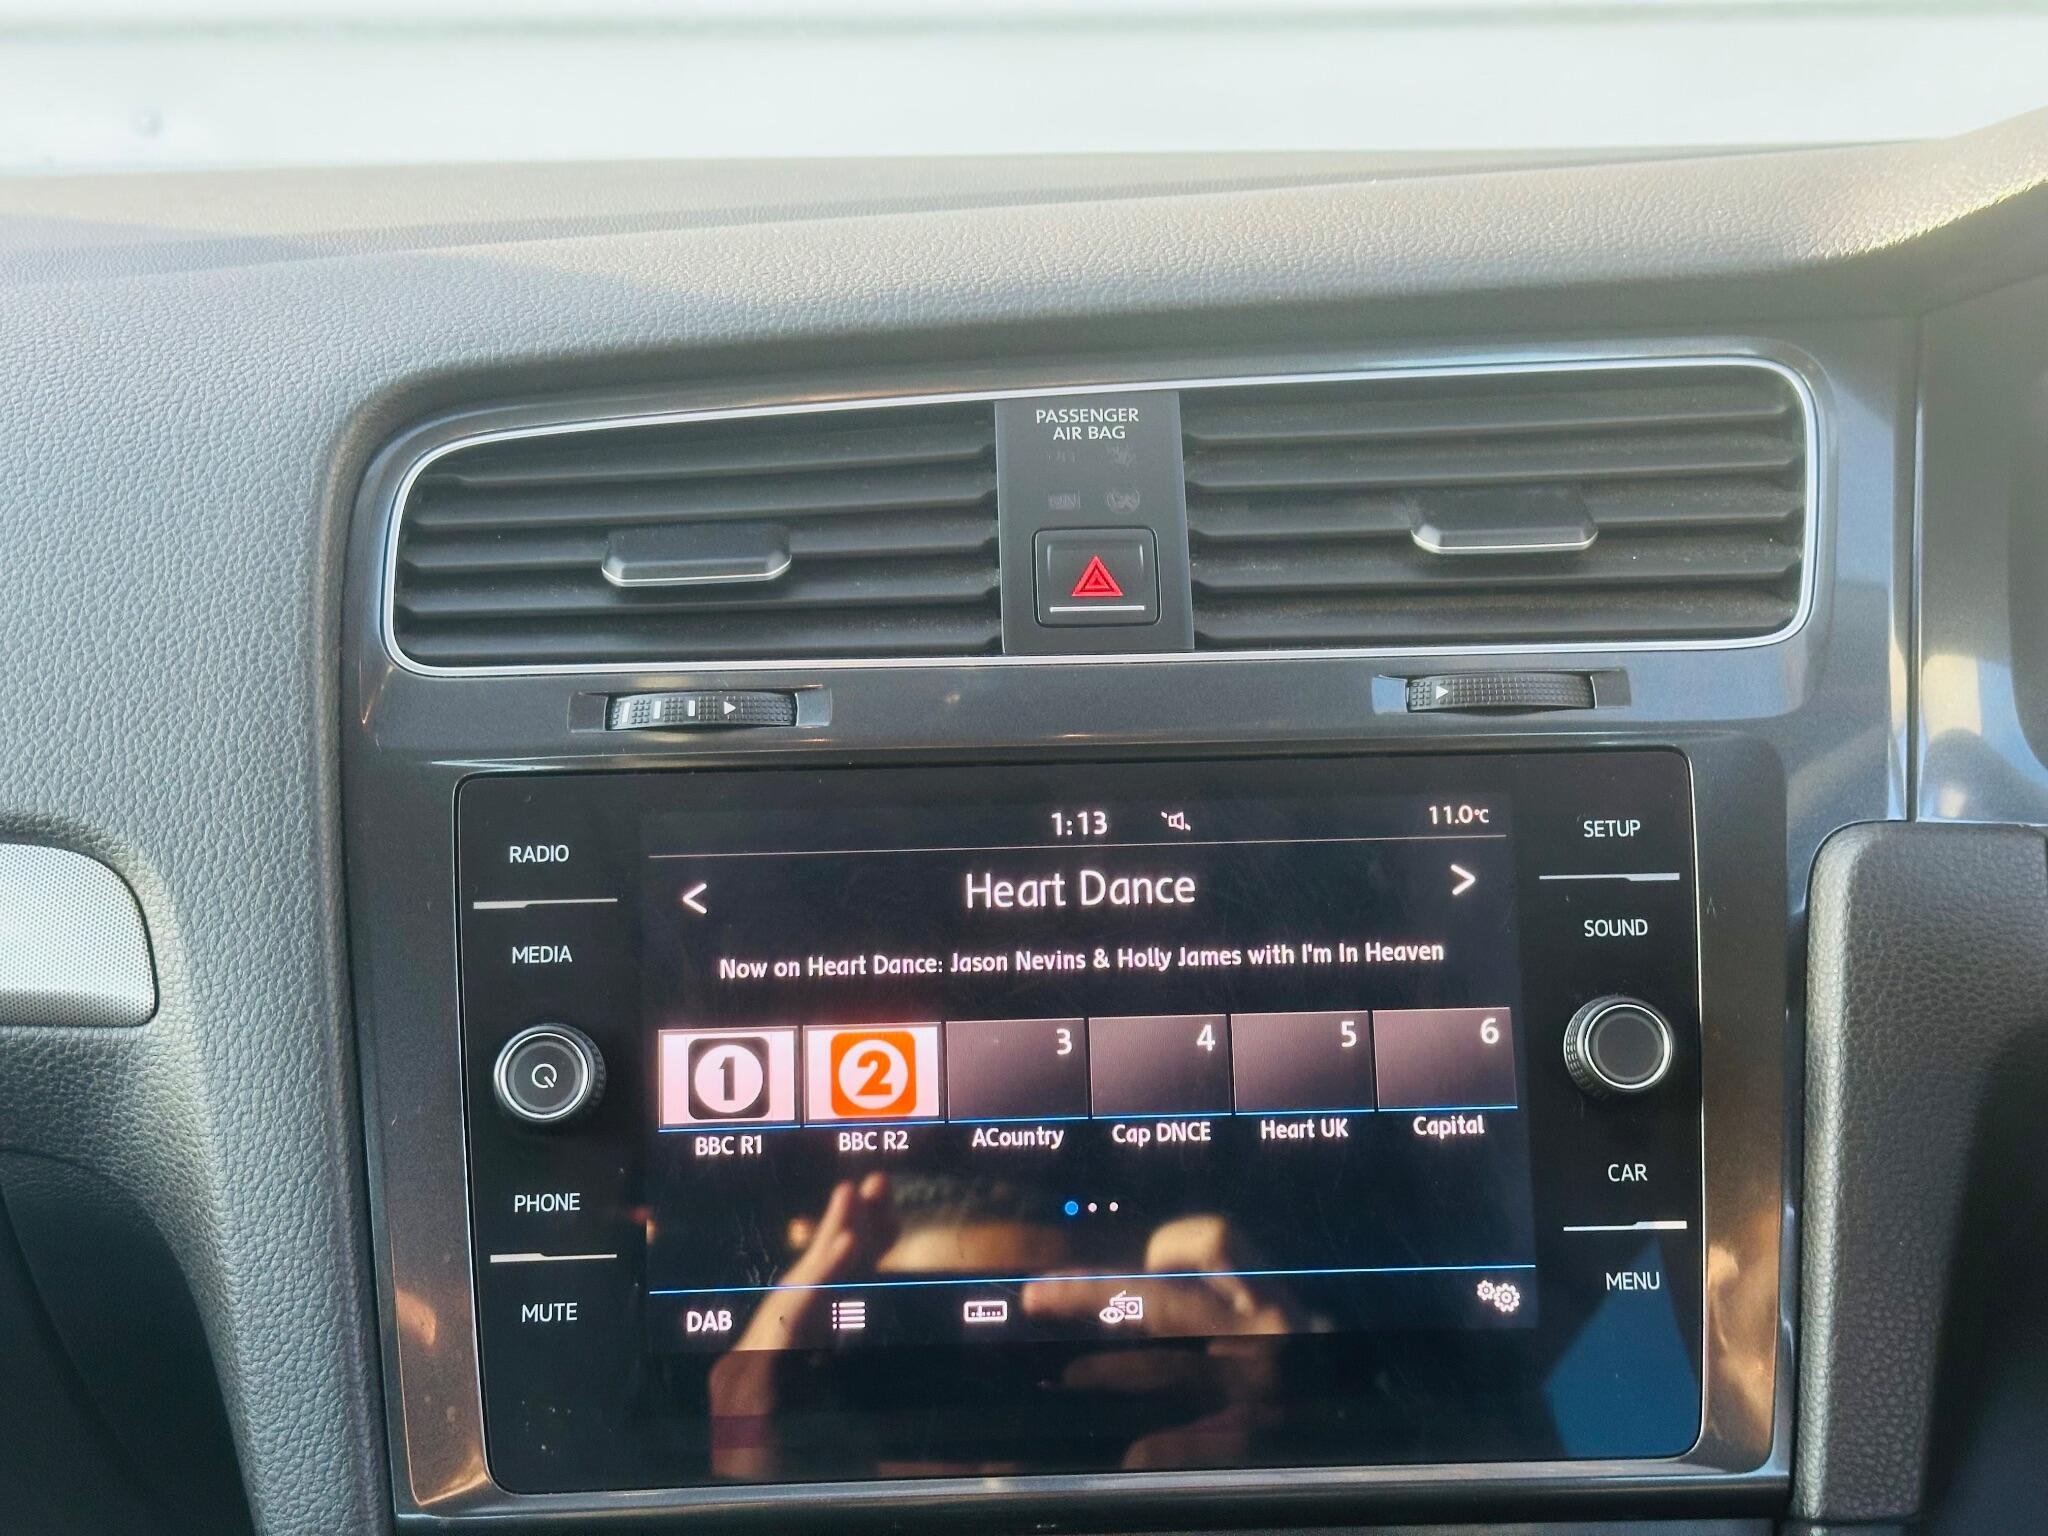 PASSENGER
AIR BAG
1:13
11.0°C
RADIO
MEDIA
PHONE
MUTE
< Heart Dance >
Now on Heart Dance: Jason Nevins & Holly James with I'm In Heaven
1 2 3 4 5 6
BBC R1 BBC R2 ACountry Cap DNCE Heart UK Capital
DAB
SETUP
SOUND
CAR
MENU